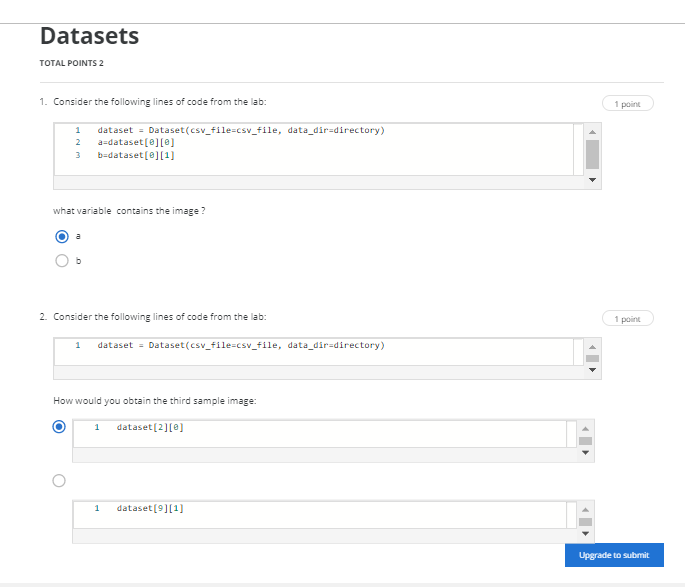 Datasets
TOTAL POINTS 2
1. Consider the following lines of code from the lab:
1 point
1 dataset = Dataset(csv_file=csv_file, data_dir=directory)
2 a=dataset[0][0]
3 b=dataset[0][1]
what variable contains the image ?
a
b
2. Consider the following lines of code from the lab:
1 point
1 dataset = Dataset(csv_file=csv_file, data_dir=directory)
How would you obtain the third sample image:
1 dataset[2][0]
1 dataset[9][1]
Upgrade to submit